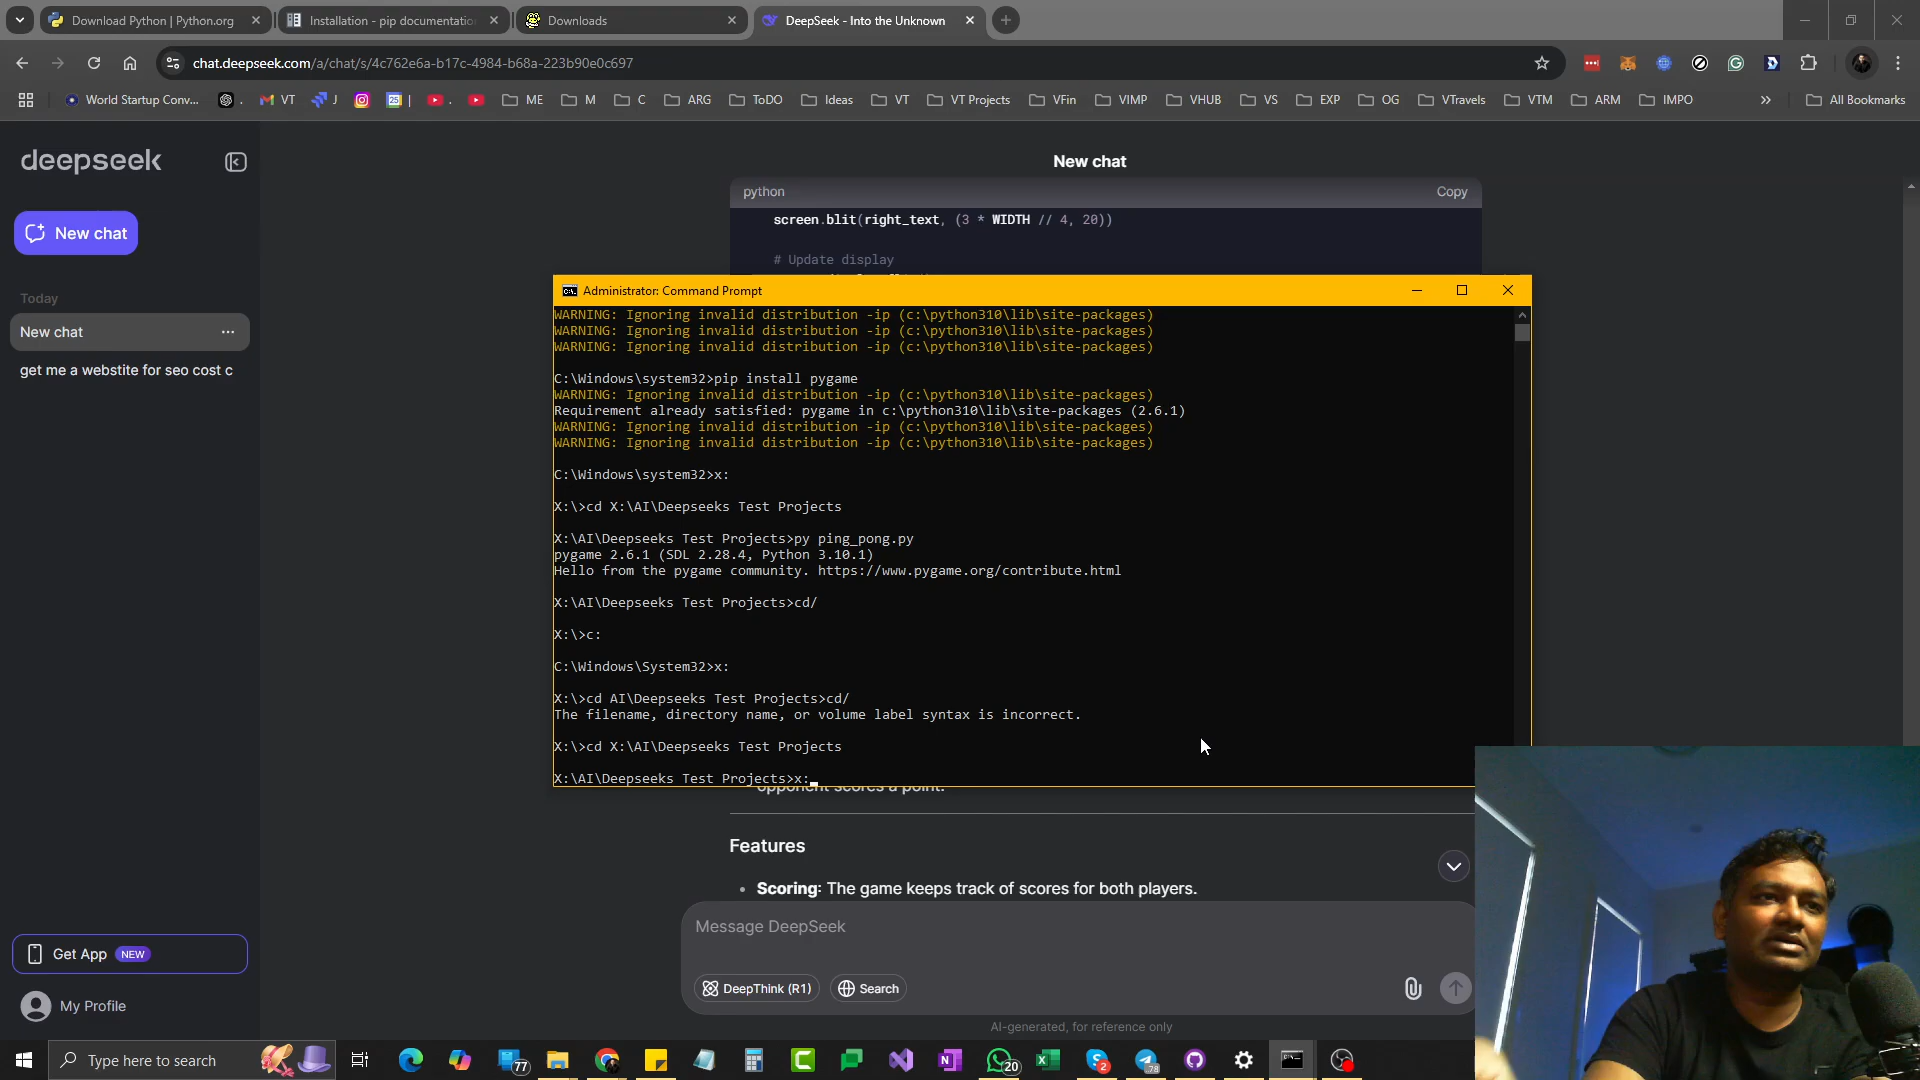 Download Python | Python.org
Installation - pip documentatio
Downloads
DeepSeek - Into the Unknown
chat.deepseek.com/a/chat/s/4c762e6a-b17c-4984-b68a-223b90e0c697
World Startup Conv...
.
VT
J
25
|
.
ME
M
C
ARG
ToDO
Ideas
VT
VT Projects
VFin
VIMP
VHUB
VS
EXP
OG
VTravels
VTM
ARM
IMPO
All Bookmarks
deepseek
New chat
Today
New chat
get me a webstite for seo cost c
Get App NEW
My Profile
New chat
python
Copy
screen.blit(right_text, (3 * WIDTH // 4, 20))
# Update display
Administrator: Command Prompt
WARNING: Ignoring invalid distribution -ip (c:\python310\lib\site-packages)
WARNING: Ignoring invalid distribution -ip (c:\python310\lib\site-packages)
WARNING: Ignoring invalid distribution -ip (c:\python310\lib\site-packages)
C:\Windows\system32>pip install pygame
WARNING: Ignoring invalid distribution -ip (c:\python310\lib\site-packages)
Requirement already satisfied: pygame in c:\python310\lib\site-packages (2.6.1)
WARNING: Ignoring invalid distribution -ip (c:\python310\lib\site-packages)
WARNING: Ignoring invalid distribution -ip (c:\python310\lib\site-packages)
C:\Windows\system32>x:
X:\>cd X:\AI\Deepseeks Test Projects
X:\AI\Deepseeks Test Projects>py ping_pong.py
pygame 2.6.1 (SDL 2.28.4, Python 3.10.1)
Hello from the pygame community. https://www.pygame.org/contribute.html
X:\AI\Deepseeks Test Projects>cd/
X:\>c:
C:\Windows\System32>x:
X:\>cd AI\Deepseeks Test Projects>cd/
The filename, directory name, or volume label syntax is incorrect.
X:\>cd X:\AI\Deepseeks Test Projects
X:\AI\Deepseeks Test Projects>x:
opponent scores a point.
Features
Scoring: The game keeps track of scores for both players.
Message DeepSeek
DeepThink (R1)
Search
AI-generated, for reference only
Type here to search
77
20
2
78